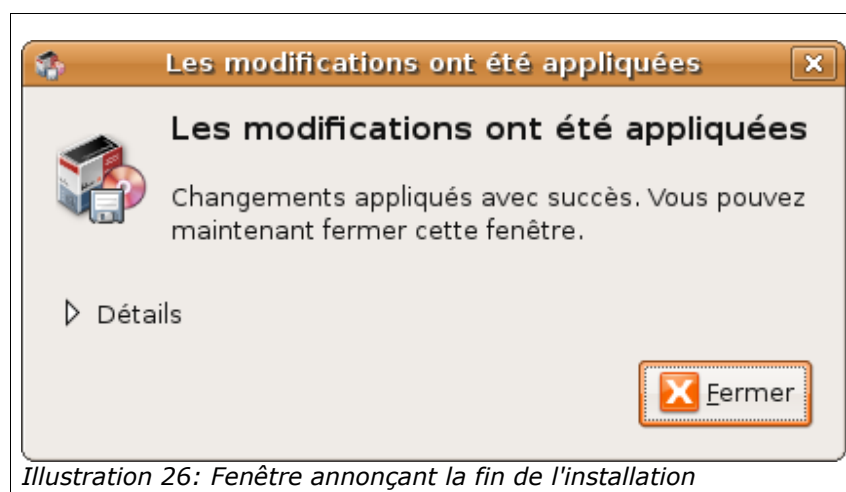 Les modifications ont été appliquées
Les modifications ont été appliquées
Changements appliqués avec succès. Vous pouvez
maintenant fermer cette fenêtre.
Détails
Fermer
Illustration 26: Fenêtre annonçant la fin de l'installation